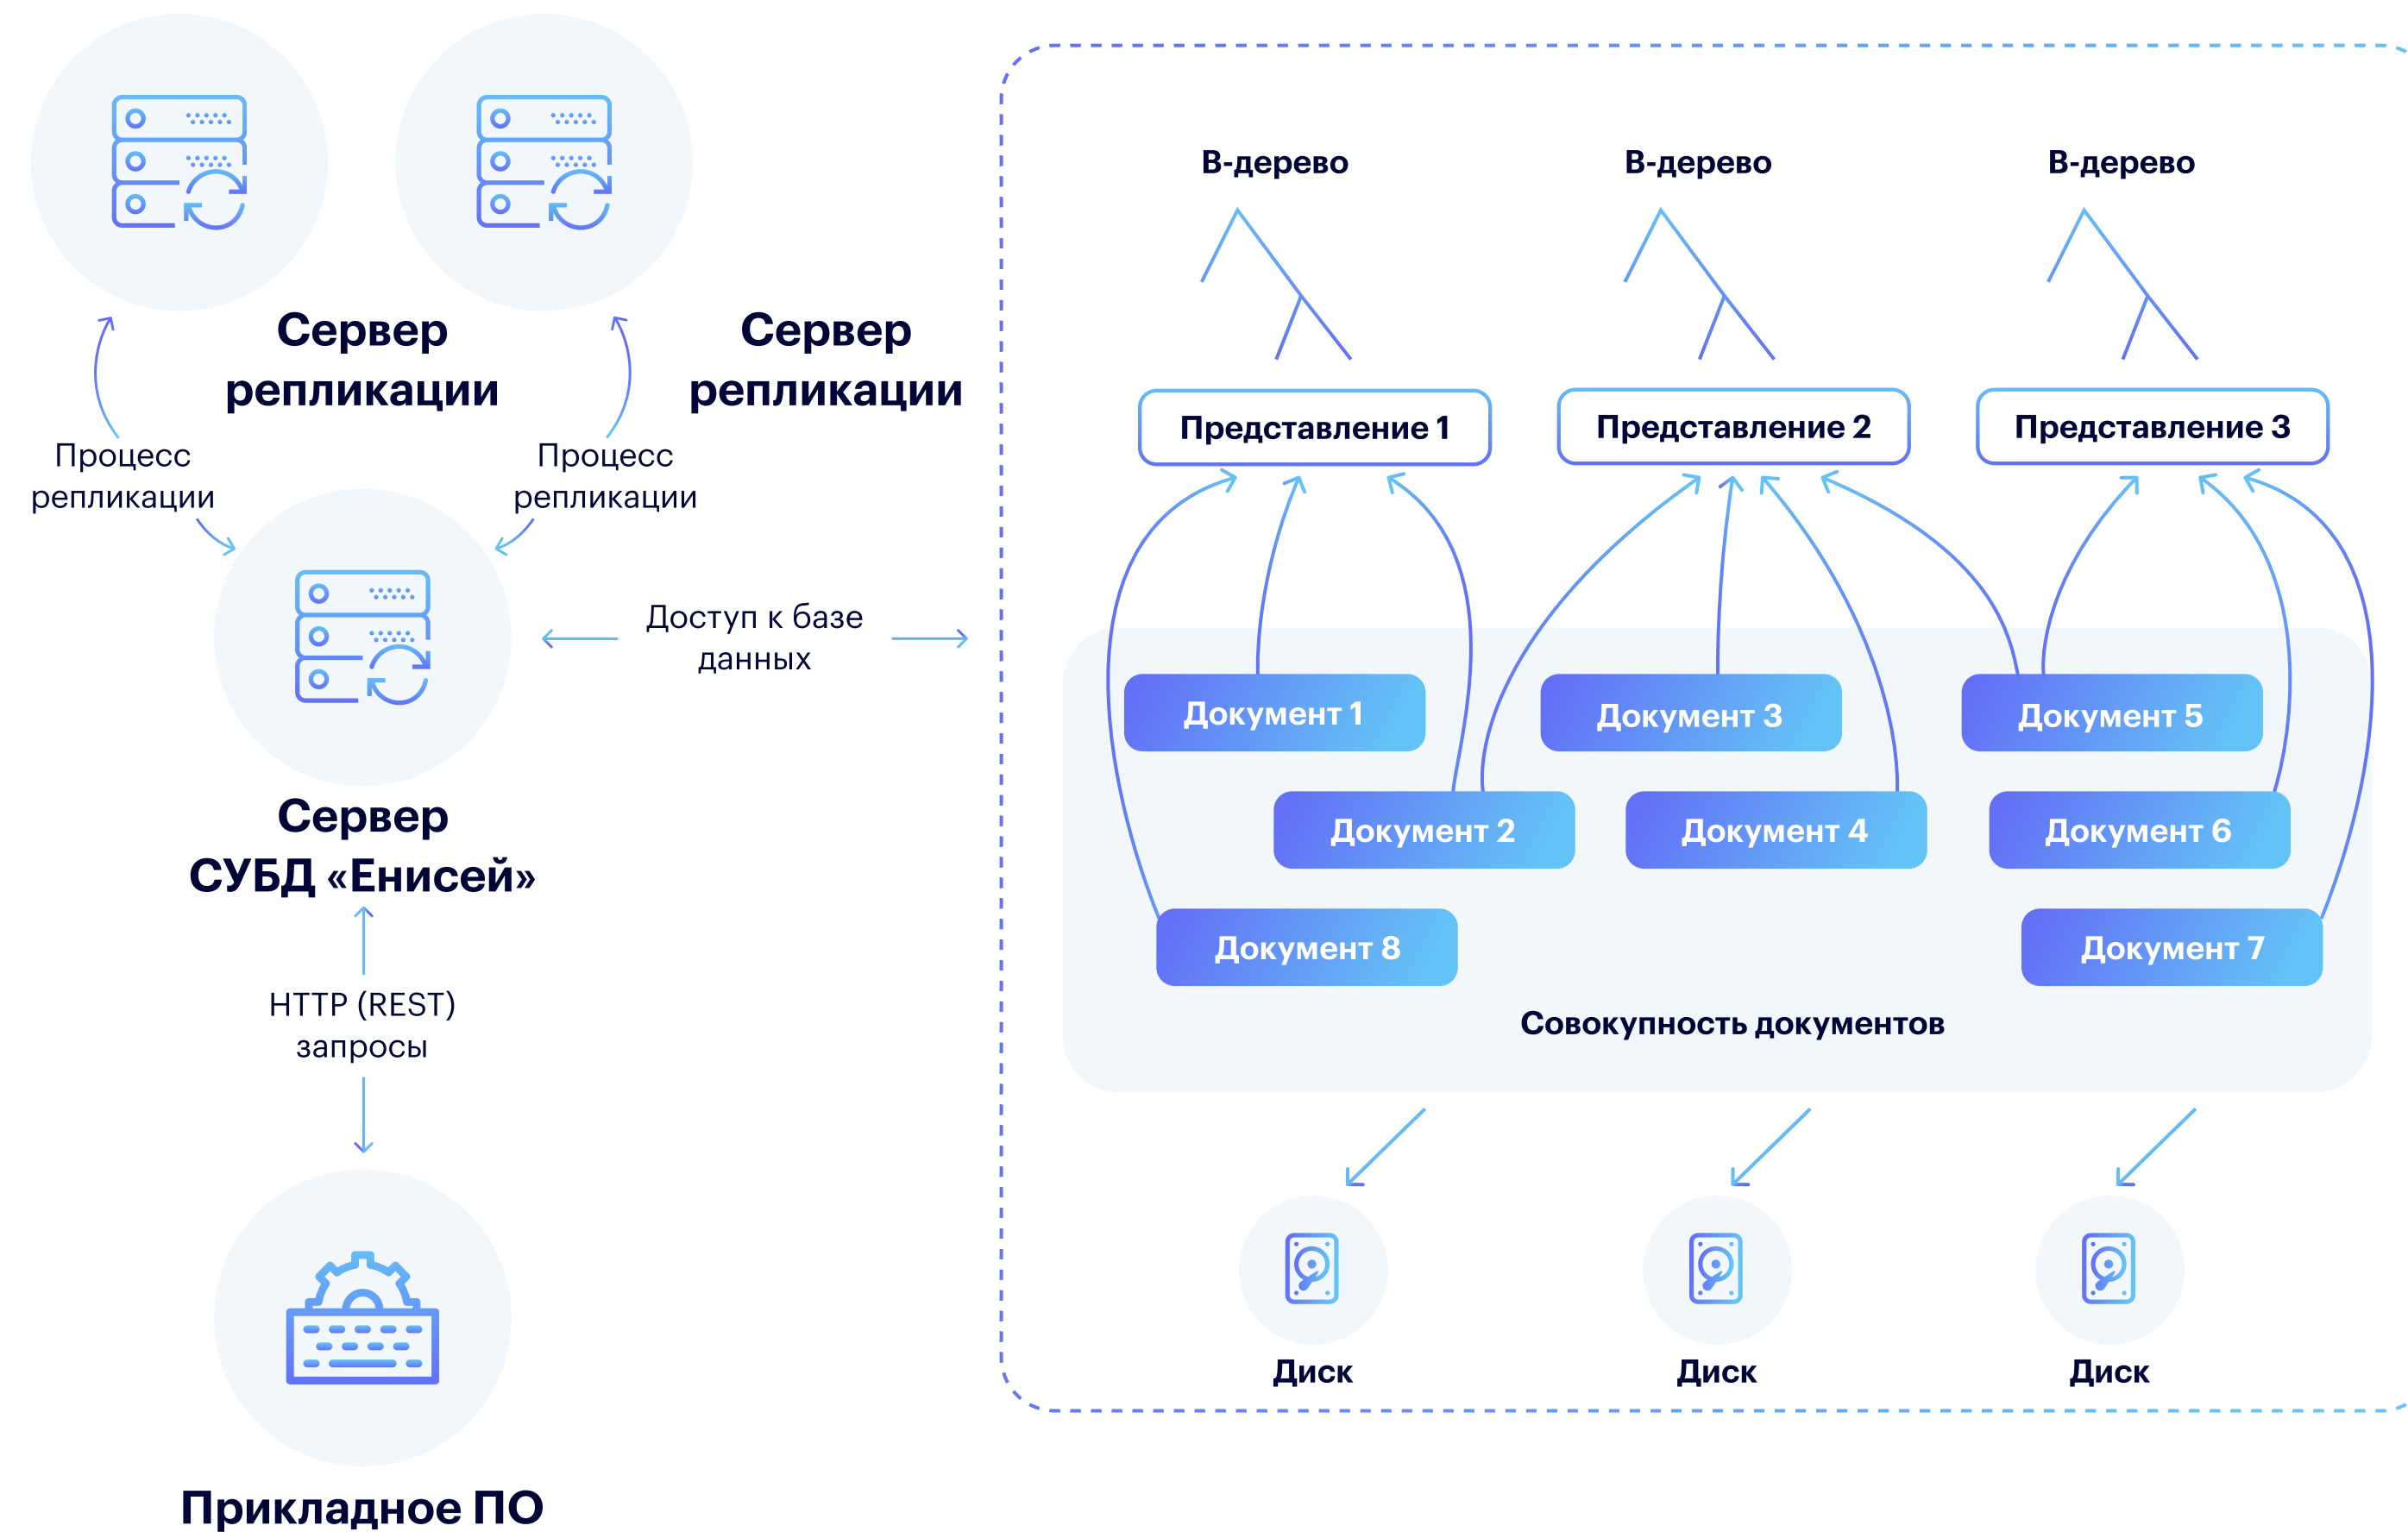 Сервер
репликации
Сервер
репликации
Процесс
репликации
Процесс
репликации
Доступ к базе
данных
Сервер
СУБД «Енисей»
HTTP (REST)
запросы
Прикладное ПО
В-дерево
В-дерево
В-дерево
Представление 1
Представление 2
Представление 3
Документ 1
Документ 3
Документ 5
Документ 2
Документ 4
Документ 6
Документ 8
Документ 7
Совокупность документов
Диск
Диск
Диск